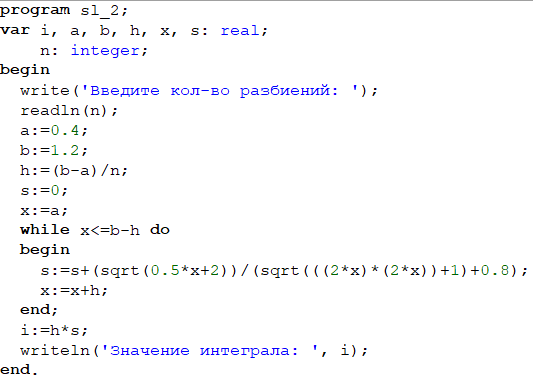 program sl_2;
var i, a, b, h, x, s: real;
n: integer;
begin
write('Введите кол-во разбиений: ');
readln(n);
a:=0.4;
b:=1.2;
h:=(b-a)/n;
s:=0;
x:=a;
while x<=b-h do
begin
s:=s+(sqrt(0.5*x+2))/(sqrt(((2*x)*(2*x))+1)+0.8);
x:=x+h;
end;
i:=h*s;
writeln('Значение интеграла: ', i);
end.